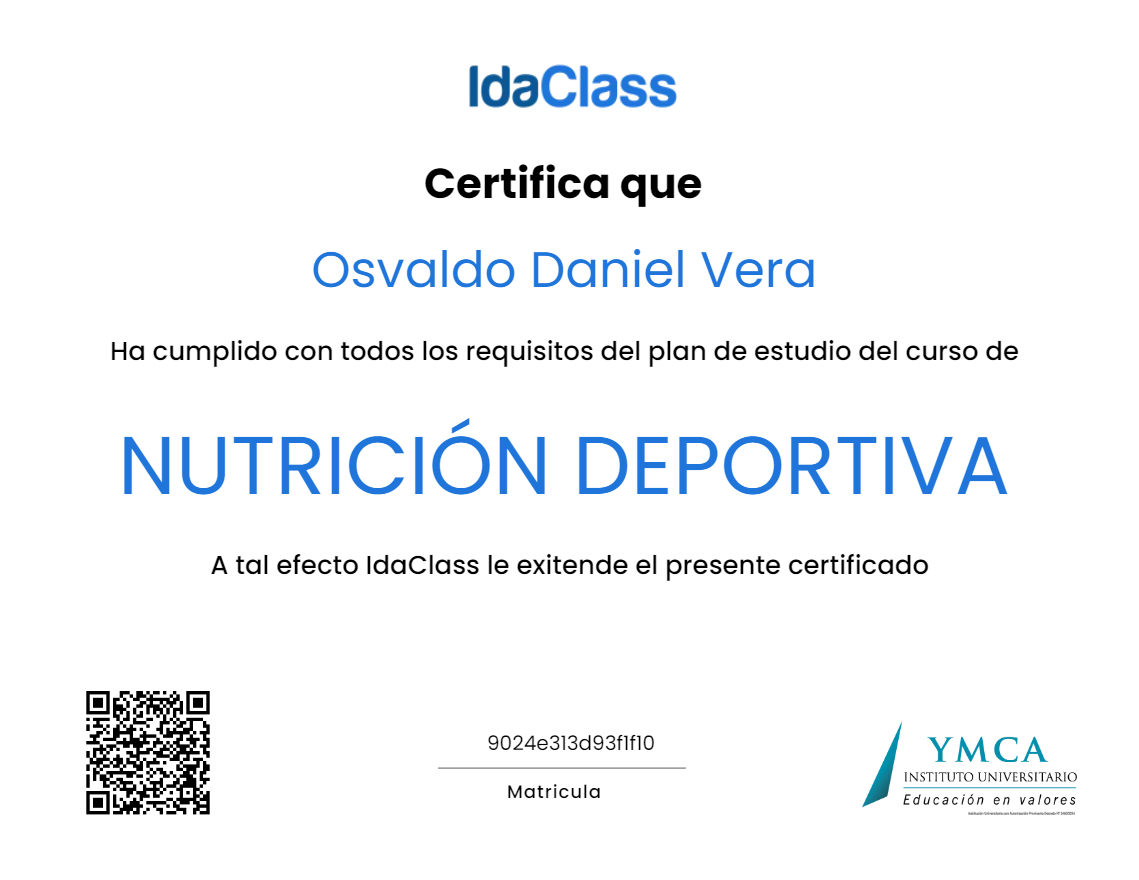 IdaClass
Certifica que
Osvaldo Daniel Vera
Ha cumplido con todos los requisitos del plan de estudio del curso de
NUTRICIÓN DEPORTIVA
A tal efecto IdaClass le exitende el presente certificado
9024e313d93f1f10
Matricula
YMCA
INSTITUTO UNIVERSITARIO
Educación en valores